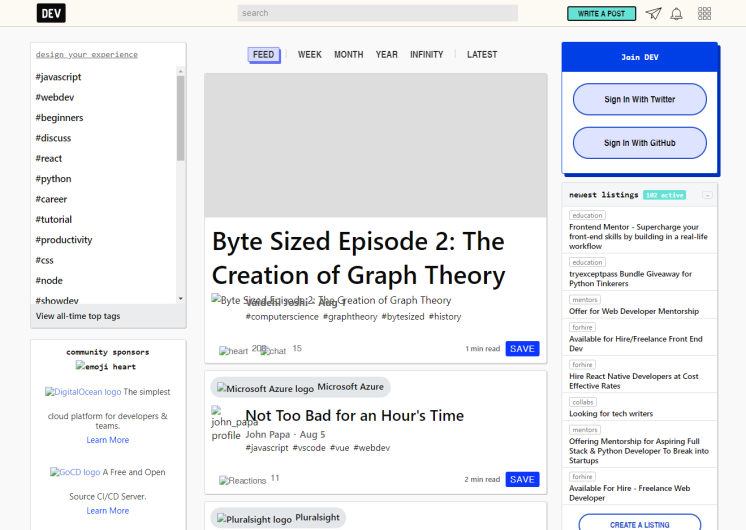 DEV
search
WRITE A POST
design your experience
#javascript
#webdev
#beginners
#discuss
#react
#python
#career
#tutorial
#productivity
#css
#node
#showdev
View all-time top tags
community sponsors
emoji heart
DigitalOcean logo The simplest
cloud platform for developers &
teams.
Learn More
GoCD logo A Free and Open
Source CI/CD Server.
Learn More
FEED
WEEK
MONTH
YEAR
INFINITY
LATEST
Byte Sized Episode 2: The
Creation of Graph Theory
Byte Sized Episode 2: The Creation of Graph Theory
Vaidehi Joshi · Aug 1
#computerscience #graphtheory #bytesized #history
heart
chat 15
1 min read
SAVE
Microsoft Azure logo Microsoft Azure
john_papa
profile
Not Too Bad for an Hour's Time
John Papa · Aug 5
#javascript #vscode #vue #webdev
Reactions 11
2 min read
SAVE
Pluralsight logo Pluralsight
Join DEV
Sign In With Twitter
Sign In With GitHub
newest listings 102 active
education
Frontend Mentor - Supercharge your
front-end skills by building in a real-life
workflow
education
tryexceptpass Bundle Giveaway for
Python Tinkerers
mentors
Offer for Web Developer Mentorship
forhire
Available for Hire/Freelance Front End
Dev
forhire
Hire React Native Developers at Cost
Effective Rates
collabs
Looking for tech writers
mentors
Offering Mentorship for Aspiring Full
Stack & Python Developer To Break into
Startups
forhire
Available For Hire - Freelance Web
Developer
CREATE A LISTING